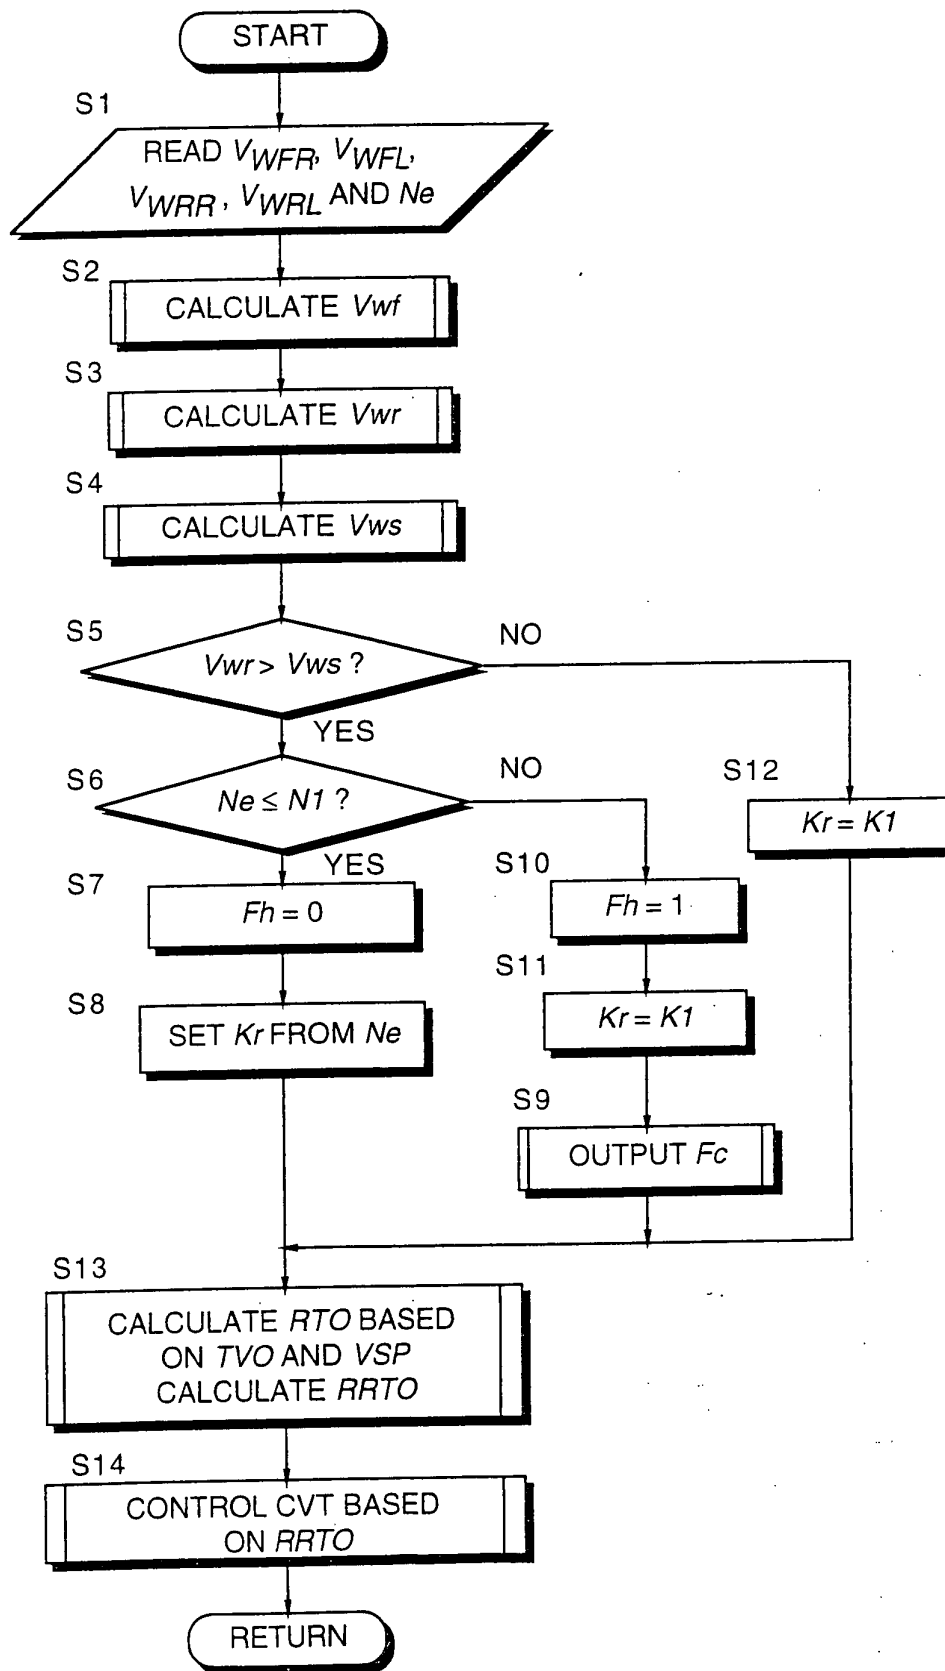 START
S1
READ VWFR, VWFL,
VWRR, VWRL AND Ne
S2
CALCULATE Vwf
S3
CALCULATE Vwr
S4
CALCULATE Vws
S5
Vwr > Vws ?
NO
YES
S6
Ne ≤ N1 ?
NO
YES
S12
Kr = K1
S7
Fh = 0
S10
Fh = 1
S8
SET Kr FROM Ne
S11
Kr = K1
S9
OUTPUT Fc
S13
CALCULATE RTO BASED
ON TVO AND VSP
CALCULATE RRTO
S14
CONTROL CVT BASED
ON RRTO
RETURN